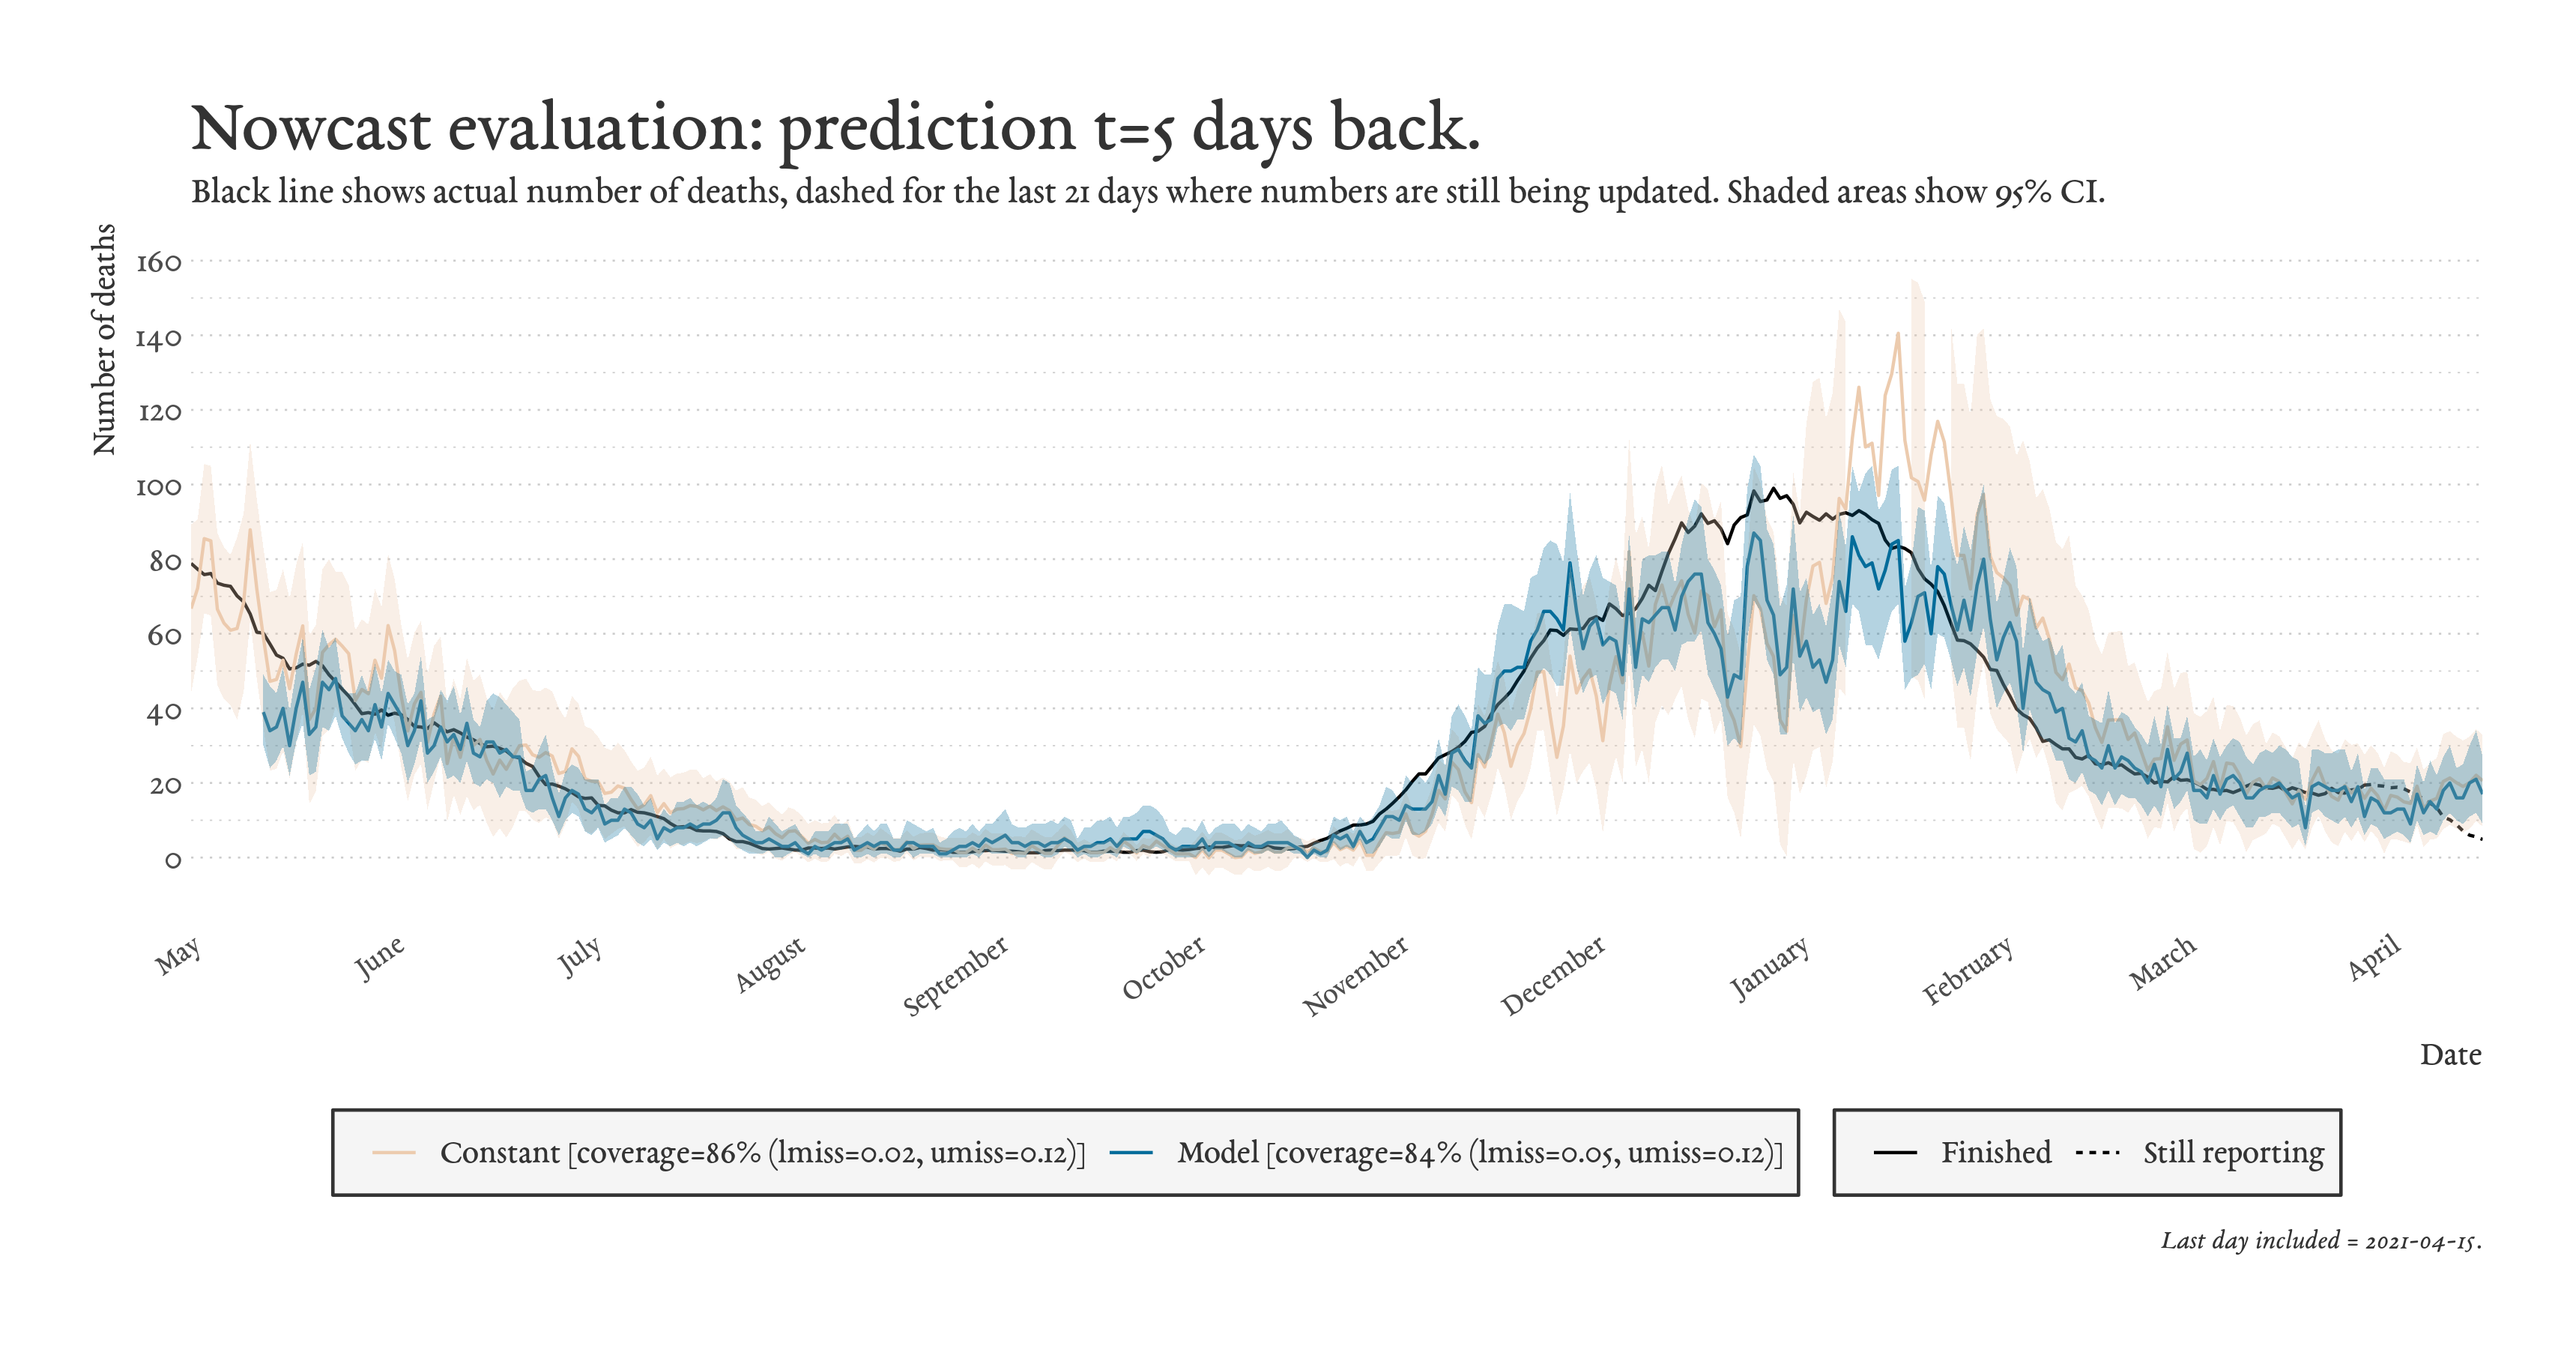 Nowcast evaluation: prediction t=5 days back.
Black line shows actual number of deaths, dashed for the last 21 days where numbers are still being updated. Shaded areas show 95% CI.
Number of deaths
160
140
120
100
80
60
40
20
0
May
June
July
August
September
October
November
December
January
February
March
April
Date
Constant [coverage=86% (lmiss=0.02, umiss=0.12)]
Model [coverage=84% (lmiss=0.05, umiss=0.12)]
Finished
Still reporting
Last day included = 2021-04-15.